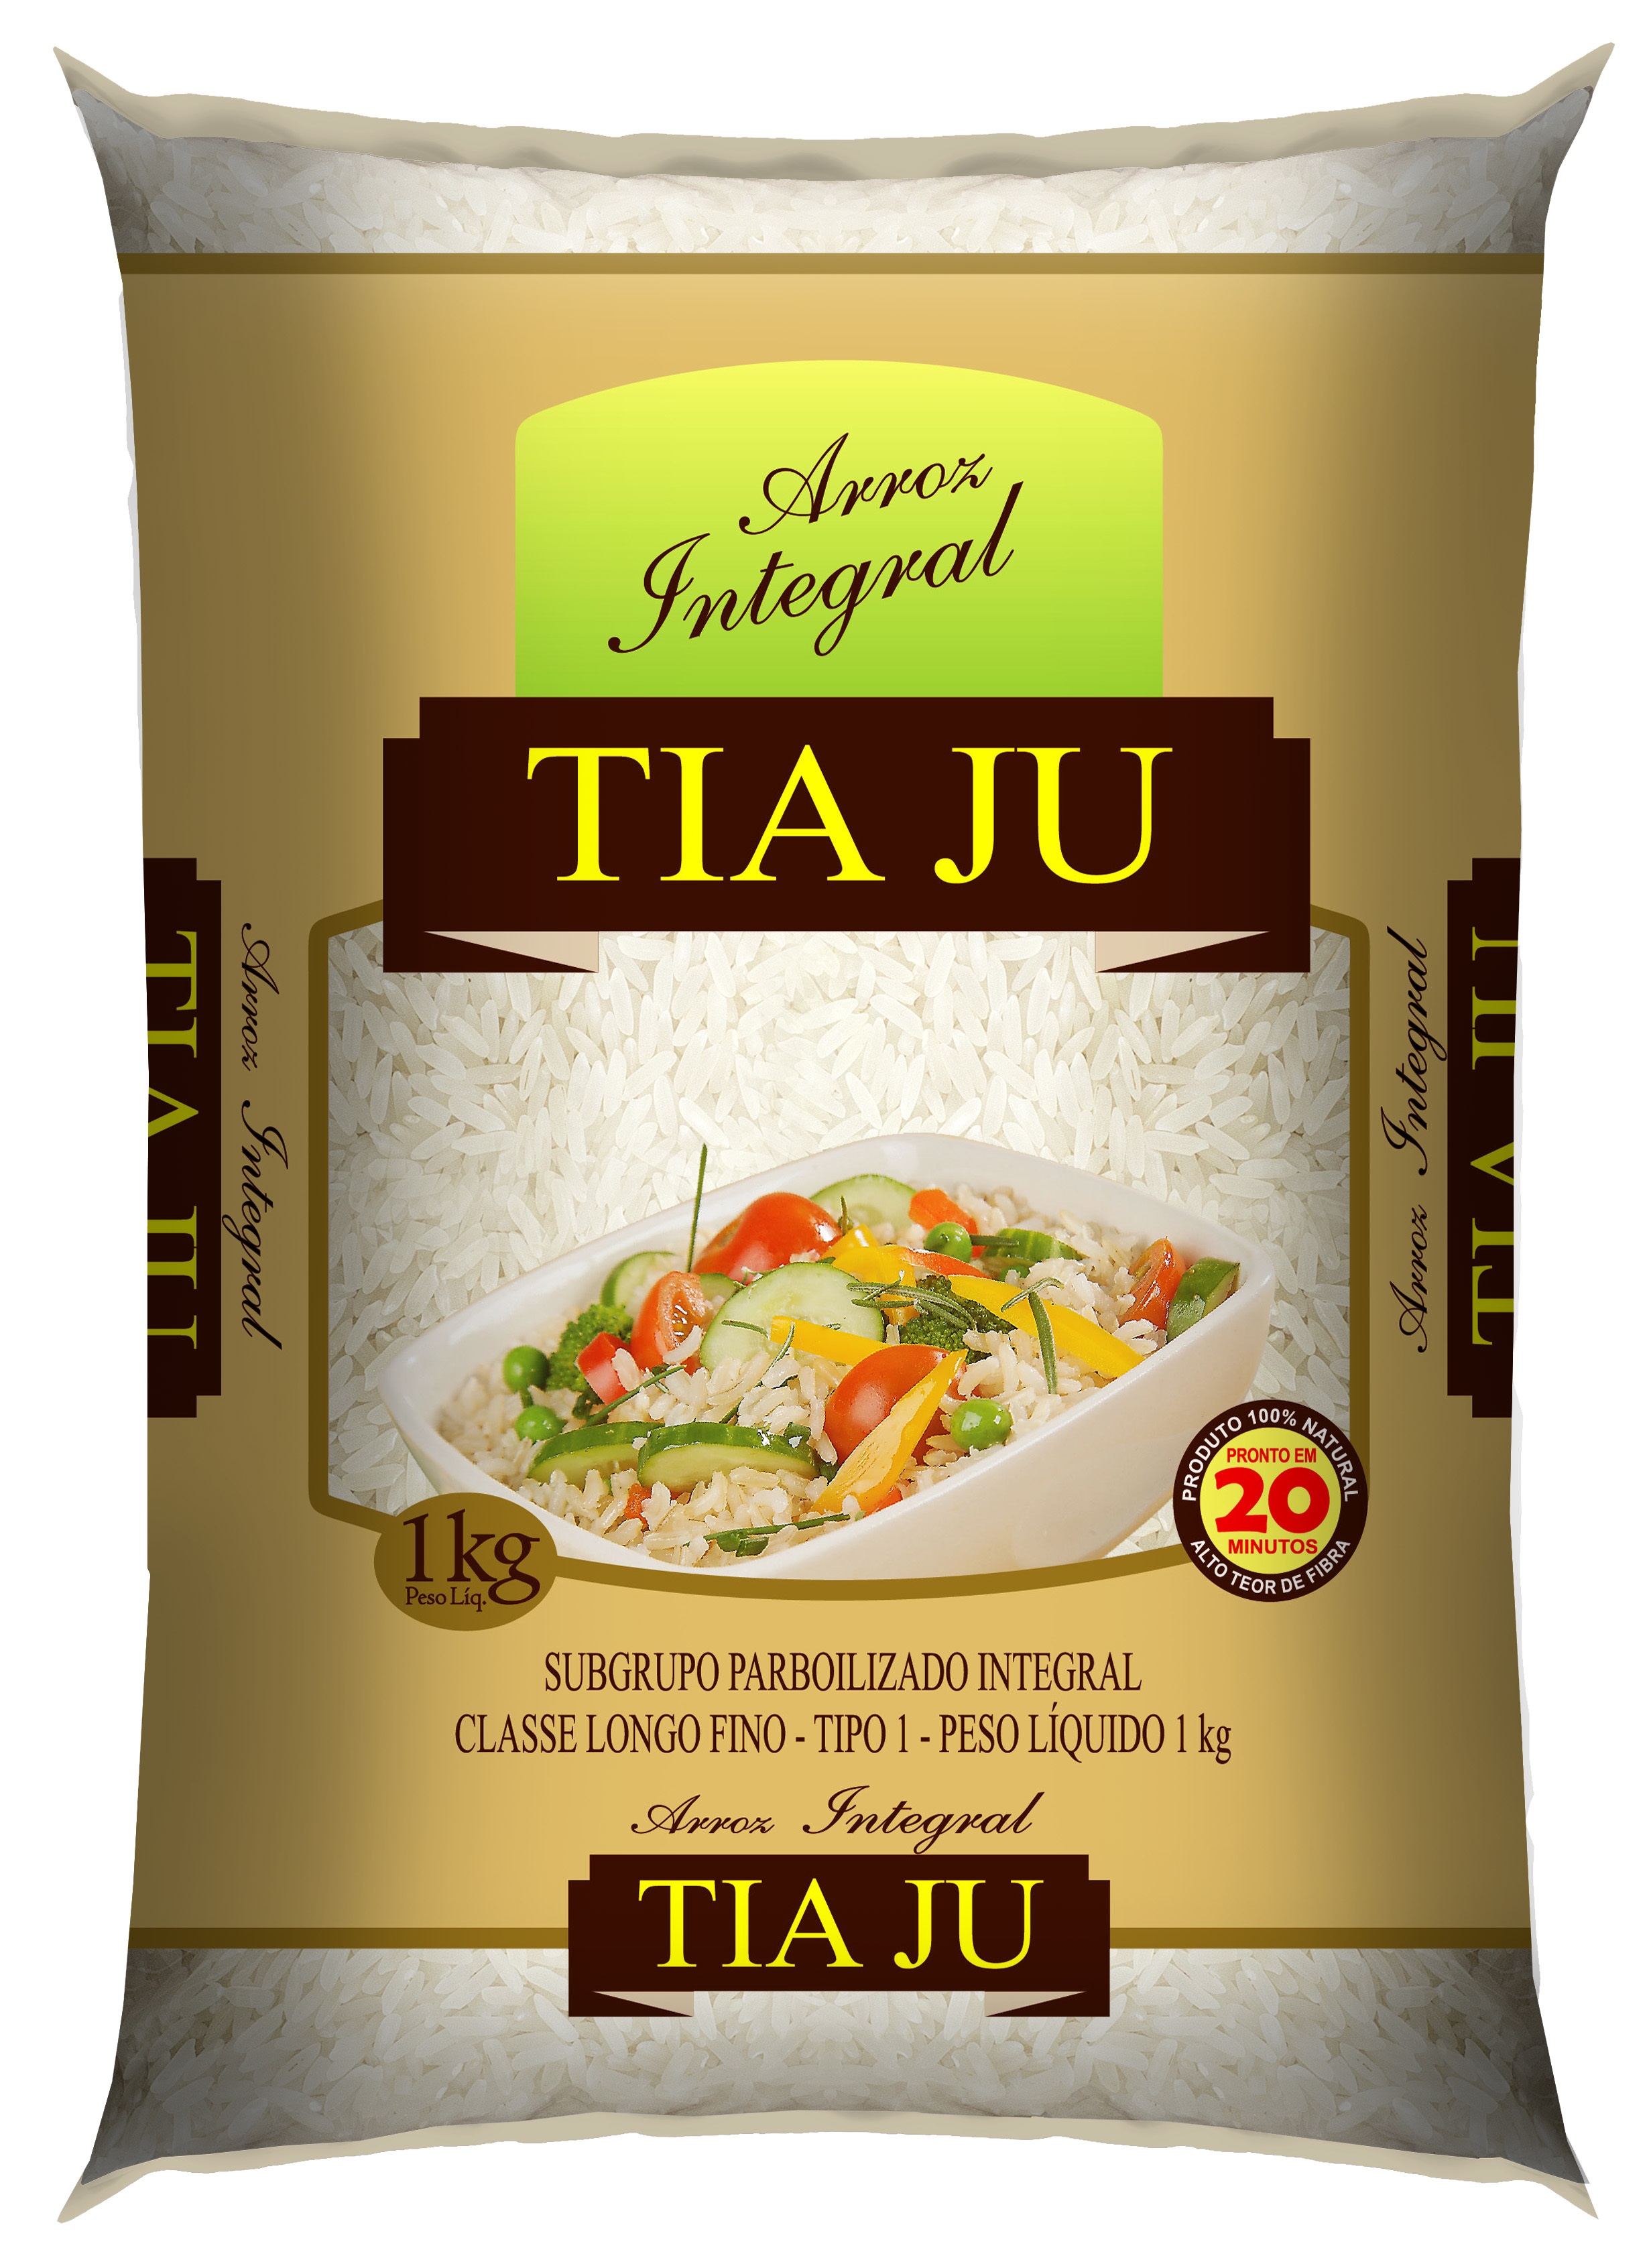 Arroz
Integral
TIA JU
TIA JU
Arroz Integral
Arroz Integral
TIA JU
1kg
Peso Líq.
PRODUTO 100% NATURAL
PRONTO EM
20
MINUTOS
ALTO TEOR DE FIBRA
SUBGRUPO PARBOILIZADO INTEGRAL
CLASSE LONGO FINO - TIPO 1 - PESO LÍQUIDO 1 kg
Arroz Integral
TIA JU